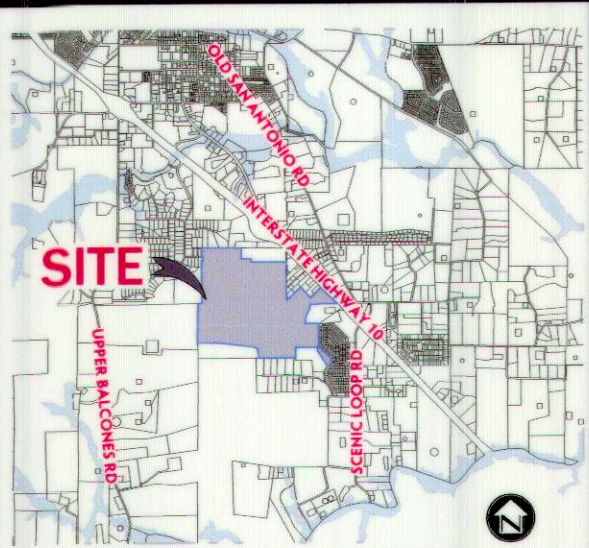 OLD SAN ANTONIO RD
INTERSTATE HIGHWAY 10
SITE
UPPER BALCONES RD
SCENIC LOOP RD
N